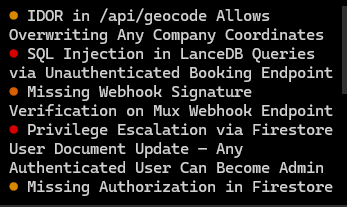 ● IDOR in /api/geocode Allows
Overwriting Any Company Coordinates
● SQL Injection in LanceDB Queries
via Unauthenticated Booking Endpoint
● Missing Webhook Signature
Verification on Mux Webhook Endpoint
● Privilege Escalation via Firestore
User Document Update — Any
Authenticated User Can Become Admin
● Missing Authorization in Firestore